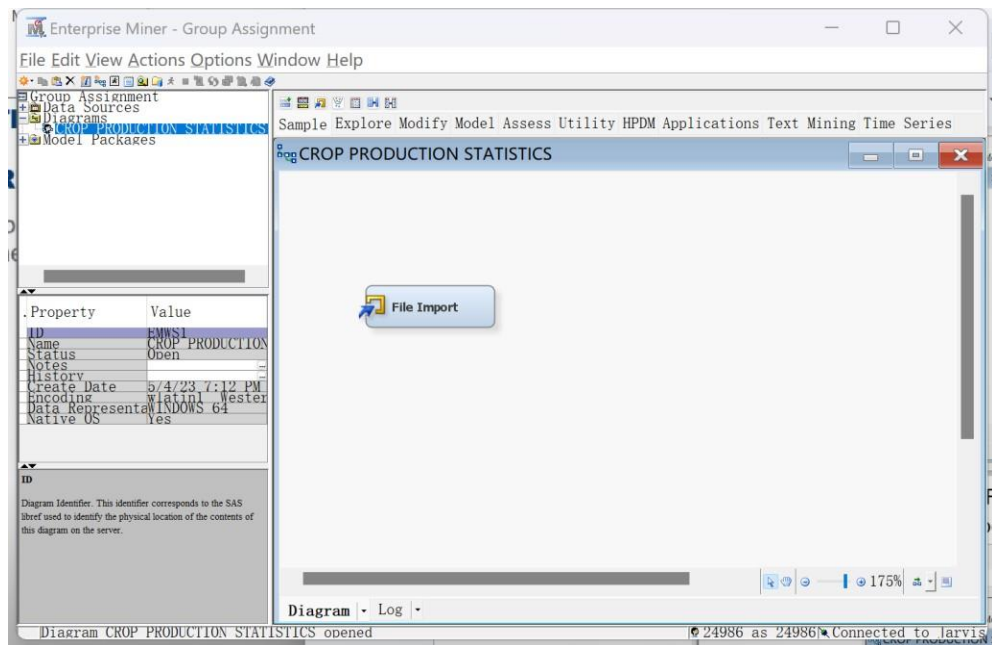 Enterprise Miner - Group Assignment
File Edit View Actions Options Window Help
Group Assignment
Data Sources
Diagrams
CROP PRODUCTION STATISTICS
Model Packages
Sample Explore Modify Model Assess Utility HPDM Applications Text Mining Time Series
CROP PRODUCTION STATISTICS
File Import
.Property Value
ID EMWS1
Name CROP PRODUCTION
Status Open
Notes
History
Create Date 5/4/23 7:12 PM
Encoding wlatin1 Wester
Data Representa WINDOWS 64
Native OS Yes
ID
Diagram Identifier. This identifier corresponds to the SAS
libref used to identify the physical location of the contents of
this diagram on the server.
175%
Diagram Log
Diagram CROP PRODUCTION STATISTICS opened
24986 as 24986 Connected to Jarvis